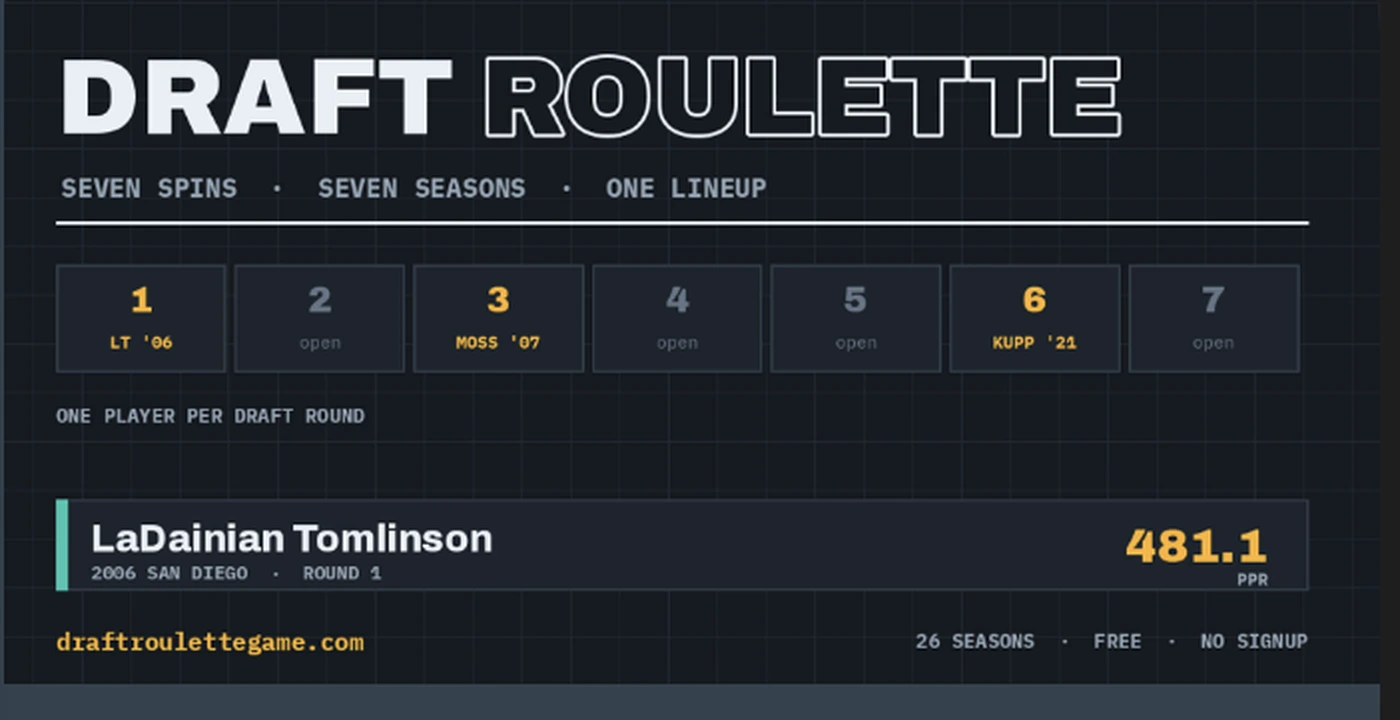 DRAFT ROULETTE
SEVEN SPINS · SEVEN SEASONS · ONE LINEUP
1 2 3 4 5 6 7
LT '06 open MOSS '07 open open KUPP '21 open
ONE PLAYER PER DRAFT ROUND
LaDainian Tomlinson 481.1
2006 SAN DIEGO · ROUND 1 PPR
draftroulettegame.com 26 SEASONS · FREE · NO SIGNUP